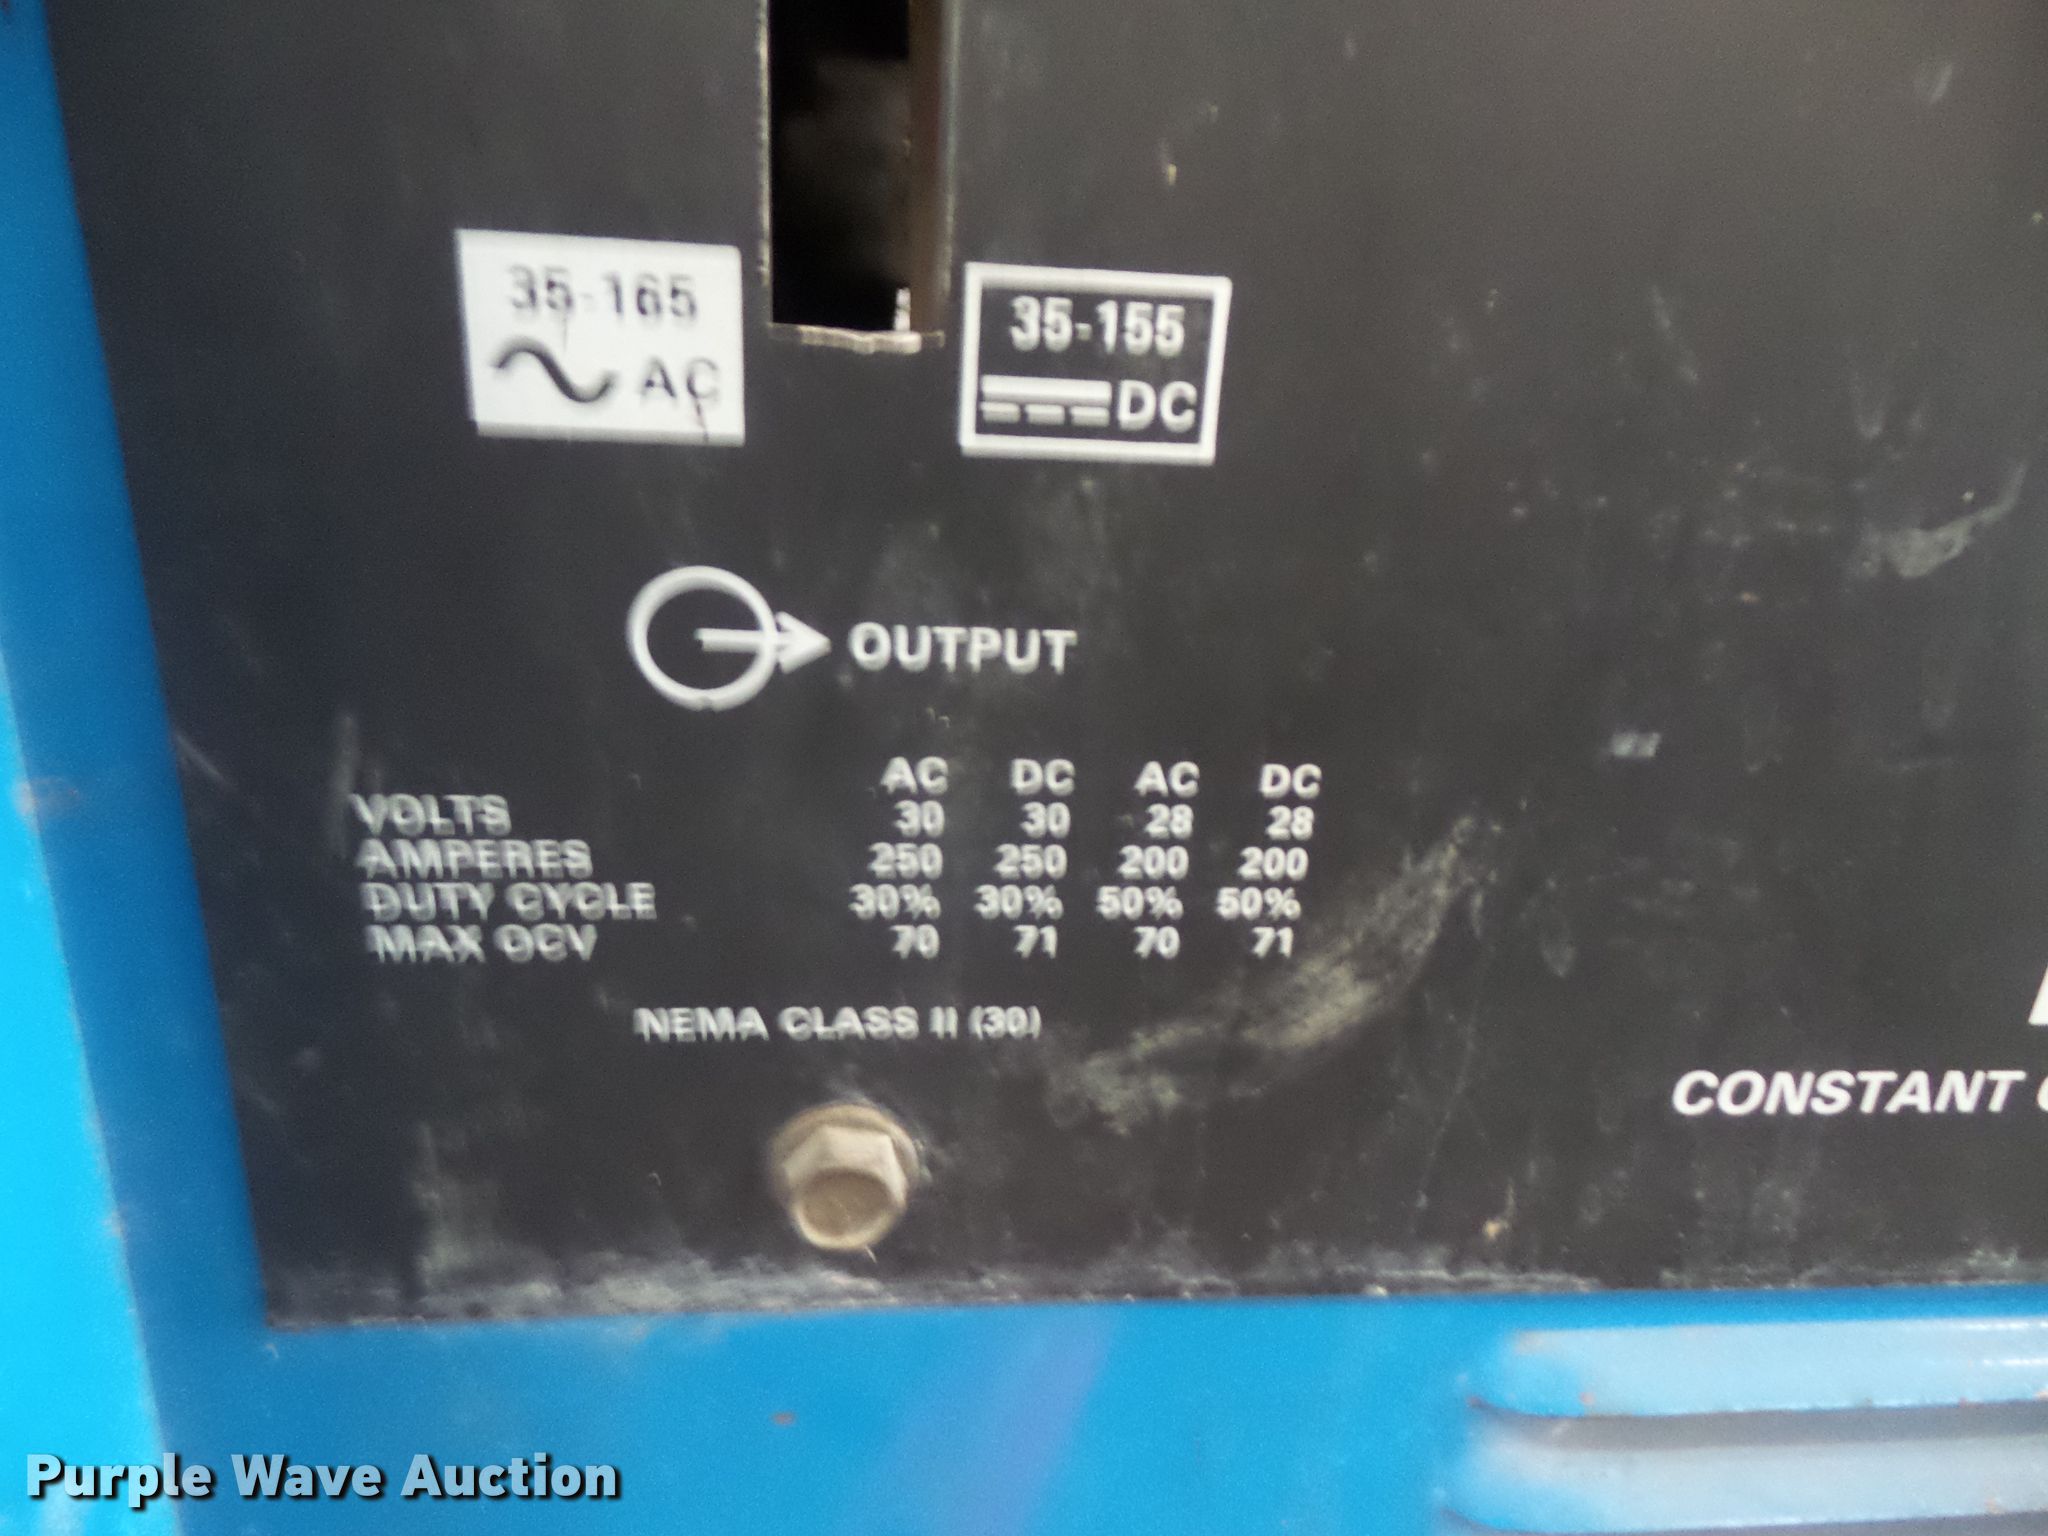 35-165
AC
35-155
DC
OUTPUT
AC DC AC DC
VOLTS 30 30 28 28
AMPERES 250 250 200 200
DUTY CYCLE 30% 30% 50% 50%
MAX OCV 70 71 70 71
NEMA CLASS II (30)
CONSTANT
Purple Wave Auction